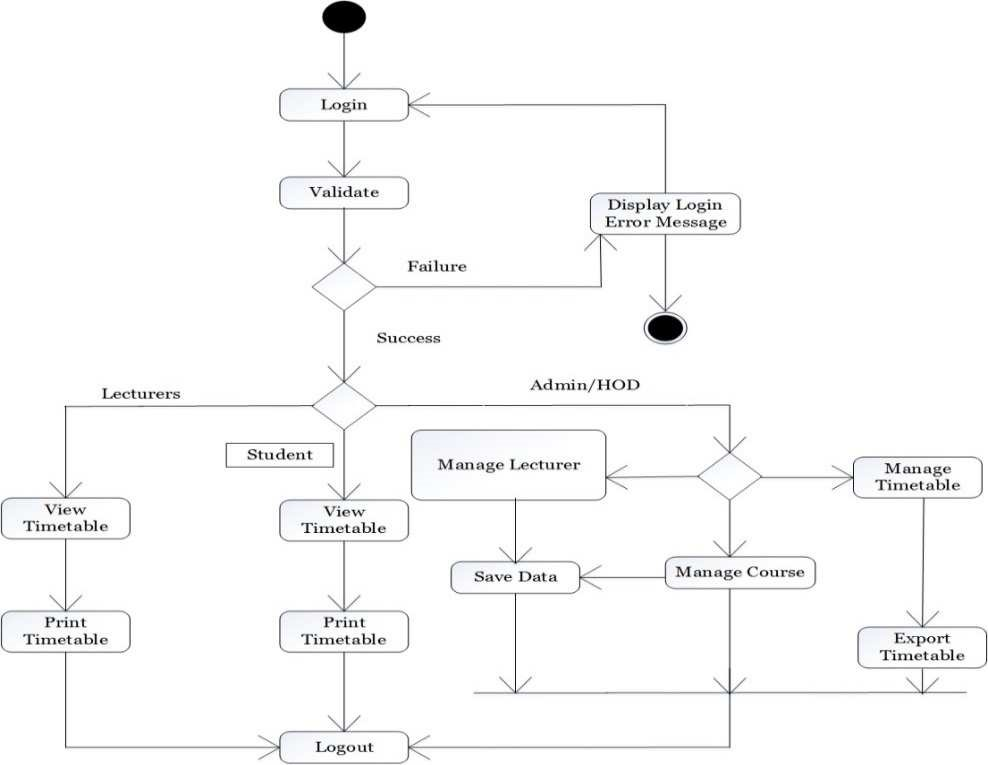 Login
Validate
Display Login
Error Message
Failure
Success
Lecturers
Admin/HOD
Student
Manage Lecturer
Manage
Timetable
View
Timetable
View
Timetable
Save Data
Manage Course
Print
Timetable
Print
Timetable
Export
Timetable
Logout